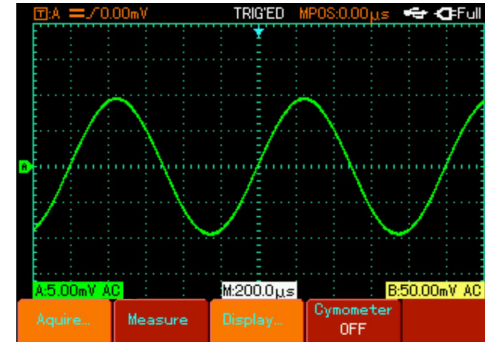 T:A 0.00mV TRIG'ED MPOS:0.00µs Full
A
A:5.00mV AC M:200.0µs B:50.00mV AC
Aquire... Measure Display... Cymometer
OFF